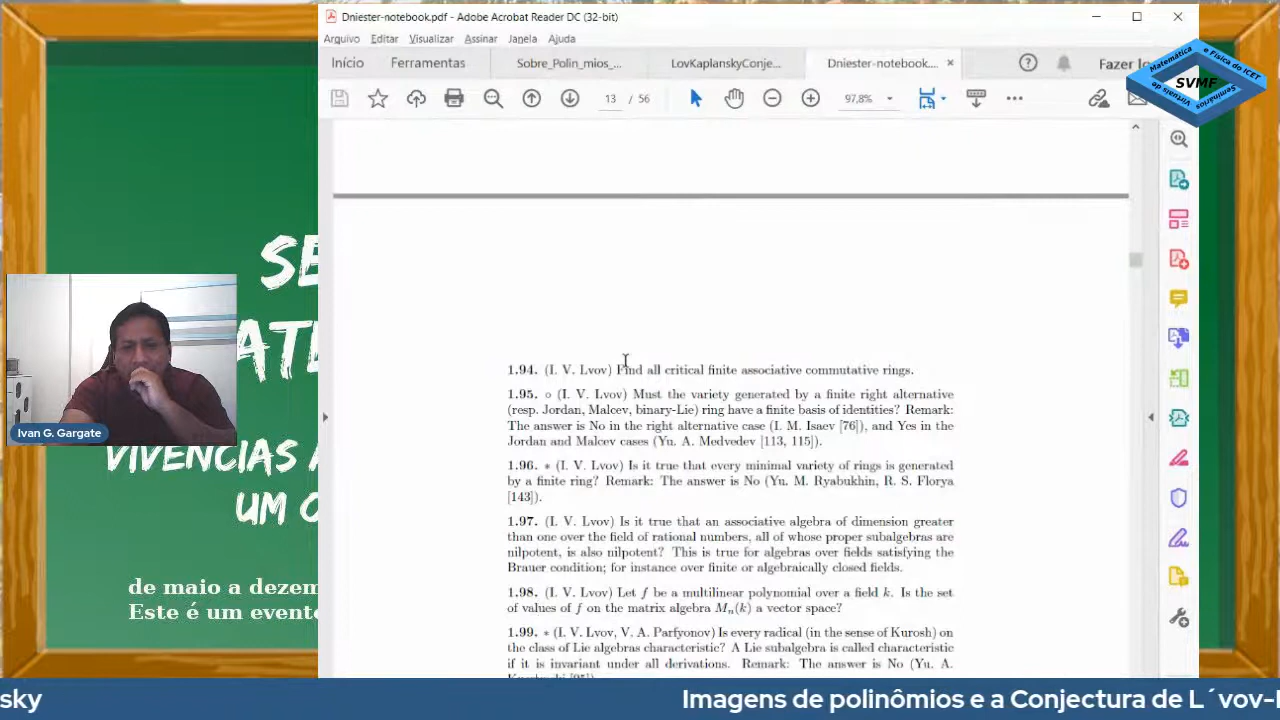 Dniester-notebook.pdf - Adobe Acrobat Reader DC (32-bit)
Arquivo Editar Visualizar Assinar Janela Ajuda
Início Ferramentas Sobre_Polin_mios_... LovKaplanskyConje... Dniester-notebook.... × Fazer lo
13 / 56 97,8%
Matemática e Física do ICET
SVMF
Seminários Virtuais de
1.94. (I. V. Lvov) Find all critical finite associative commutative rings.
1.95. ∘ (I. V. Lvov) Must the variety generated by a finite right alternative
(resp. Jordan, Malcev, binary-Lie) ring have a finite basis of identities? Remark:
The answer is No in the right alternative case (I. M. Isaev [76]), and Yes in the
Jordan and Malcev cases (Yu. A. Medvedev [113, 115]).
1.96. * (I. V. Lvov) Is it true that every minimal variety of rings is generated
by a finite ring? Remark: The answer is No (Yu. M. Ryabukhin, R. S. Florya
[143]).
1.97. (I. V. Lvov) Is it true that an associative algebra of dimension greater
than one over the field of rational numbers, all of whose proper subalgebras are
nilpotent, is also nilpotent? This is true for algebras over fields satisfying the
Brauer condition; for instance over finite or algebraically closed fields.
1.98. (I. V. Lvov) Let f be a multilinear polynomial over a field k. Is the set
of values of f on the matrix algebra Mn(k) a vector space?
1.99. * (I. V. Lvov, V. A. Parfyonov) Is every radical (in the sense of Kurosh) on
the class of Lie algebras characteristic? A Lie subalgebra is called characteristic
if it is invariant under all derivations. Remark: The answer is No (Yu. A.
SE
ATE
Ivan G. Gargate
VIVÊNCIAS A
UM O
de maio a dezem
Este é um evento
sky Imagens de polinômios e a Conjectura de L´vov-